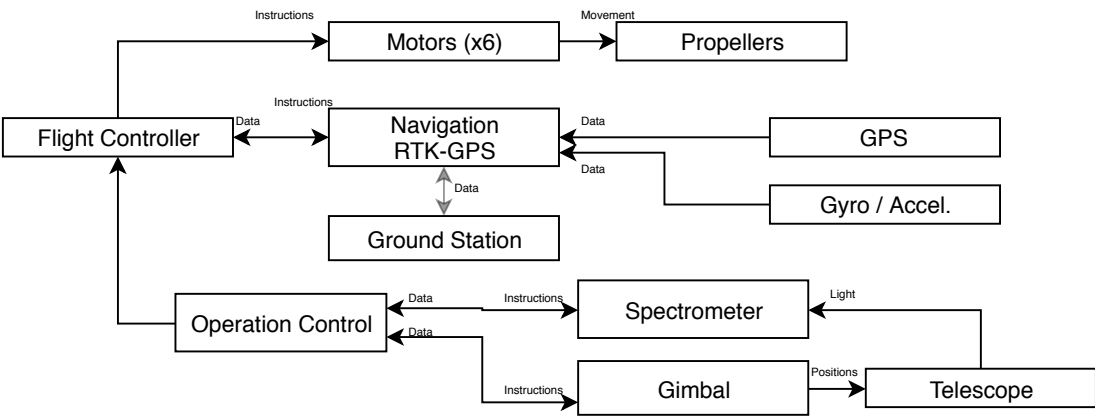 Instructions
Movement
Motors (x6)
Propellers
Instructions
Data
Data
Flight Controller
Navigation
RTK-GPS
GPS
Data
Data
Gyro / Accel.
Ground Station
Data
Instructions
Light
Operation Control
Spectrometer
Data
Instructions
Positions
Gimbal
Telescope